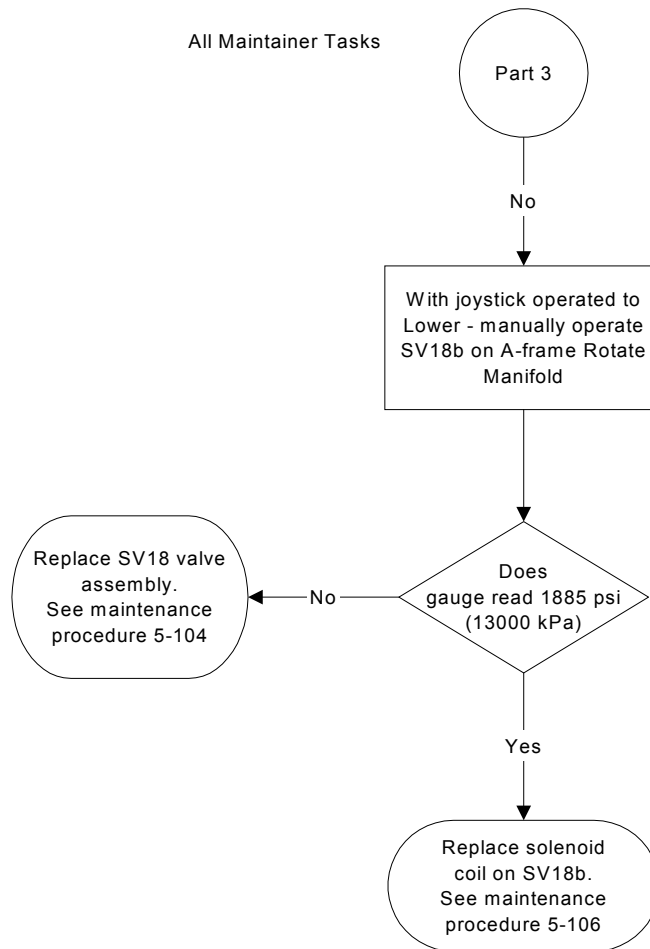 All Maintainer Tasks
Part 3
No
With joystick operated to
Lower - manually operate
SV18b on A-frame Rotate
Manifold
Does
gauge read 1885 psi
(13000 kPa)
No
Replace SV18 valve
assembly.
See maintenance
procedure 5-104
Yes
Replace solenoid
coil on SV18b.
See maintenance
procedure 5-106